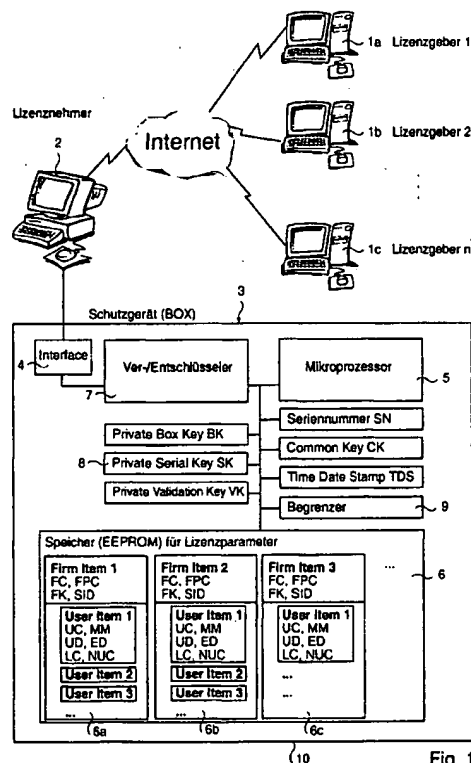 1a Lizenzgeber 1
Lizenznehmer
2
Internet
1b Lizenzgeber 2
1c Lizenzgeber n
3
Schutzgerät (BOX)
Interface
4
Ver-/Entschlüsseler
7
Mikroprozessor
5
Seriennummer SN
Private Box Key BK
Common Key CK
8
Private Serial Key SK
Time Date Stamp TDS
Private Validation Key VK
Begrenzer
9
Speicher (EEPROM) für Lizenzparameter
6
Firm Item 1
FC, FPC
FK, SID
User Item 1
UC, MM
UD, ED
LC, NUC
User Item 2
User Item 3
...
6a
Firm Item 2
FC, FPC
FK, SID
User Item 1
UC, MM
UD, ED
LC, NUC
User Item 2
User Item 3
...
6b
Firm Item 3
FC, FPC
FK, SID
User Item 1
UC, MM
UD, ED
LC, NUC
...
...
6c
...
10
Fig. 1